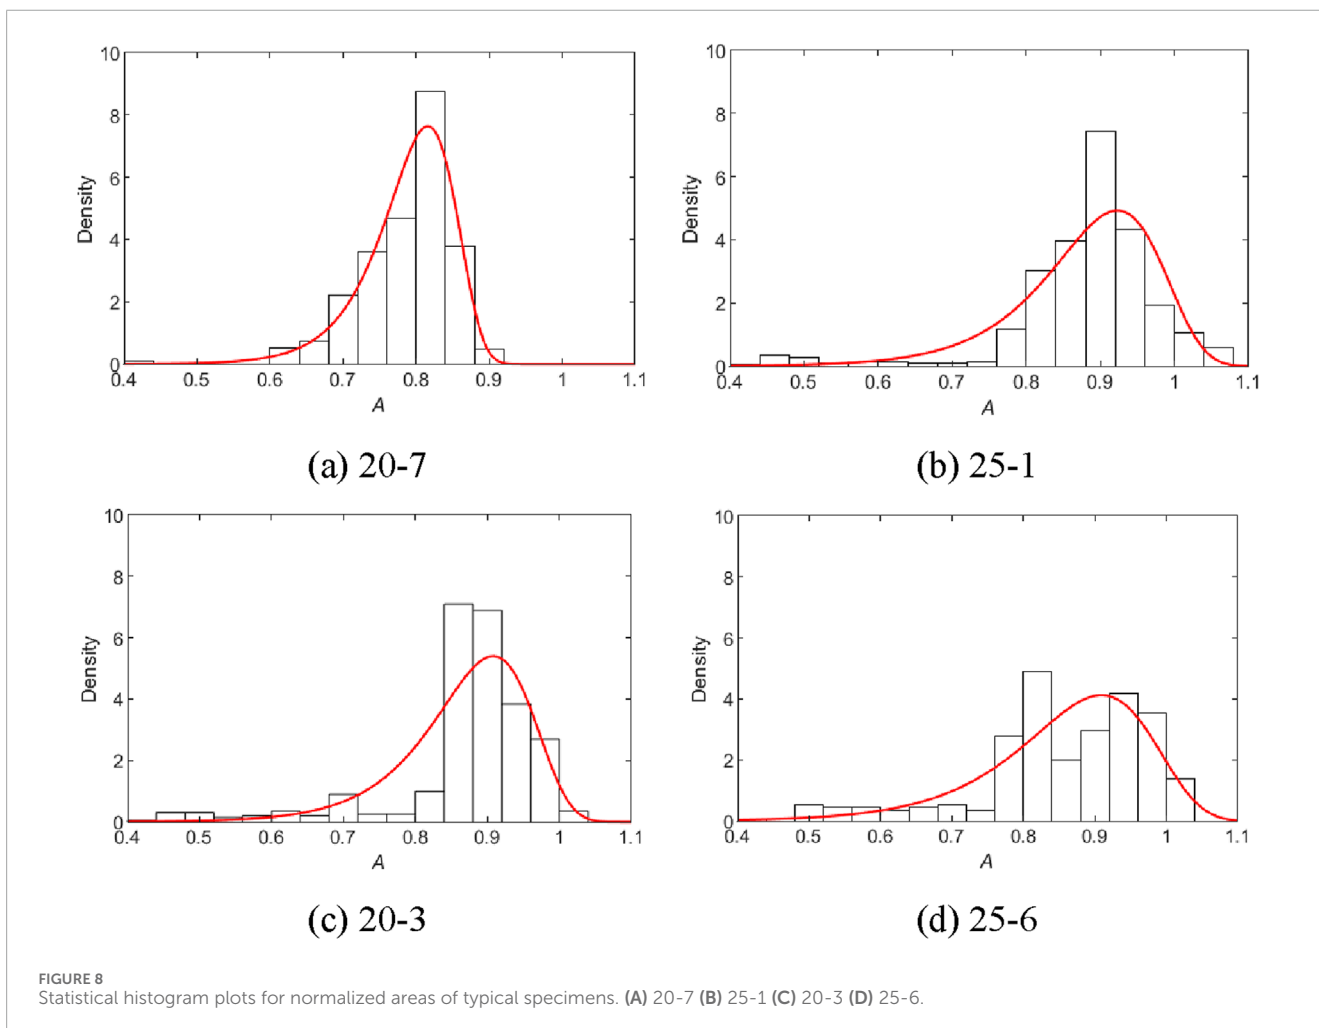 10
8
6
4
2
0
Density
0.4 0.5 0.6 0.7 0.8 0.9 1 1.1
A
(a) 20-7
10
8
6
4
2
0
Density
0.4 0.5 0.6 0.7 0.8 0.9 1 1.1
A
(b) 25-1
10
8
6
4
2
0
Density
0.4 0.5 0.6 0.7 0.8 0.9 1 1.1
A
(c) 20-3
10
8
6
4
2
0
Density
0.4 0.5 0.6 0.7 0.8 0.9 1 1.1
A
(d) 25-6
FIGURE 8
Statistical histogram plots for normalized areas of typical specimens. (A) 20-7 (B) 25-1 (C) 20-3 (D) 25-6.